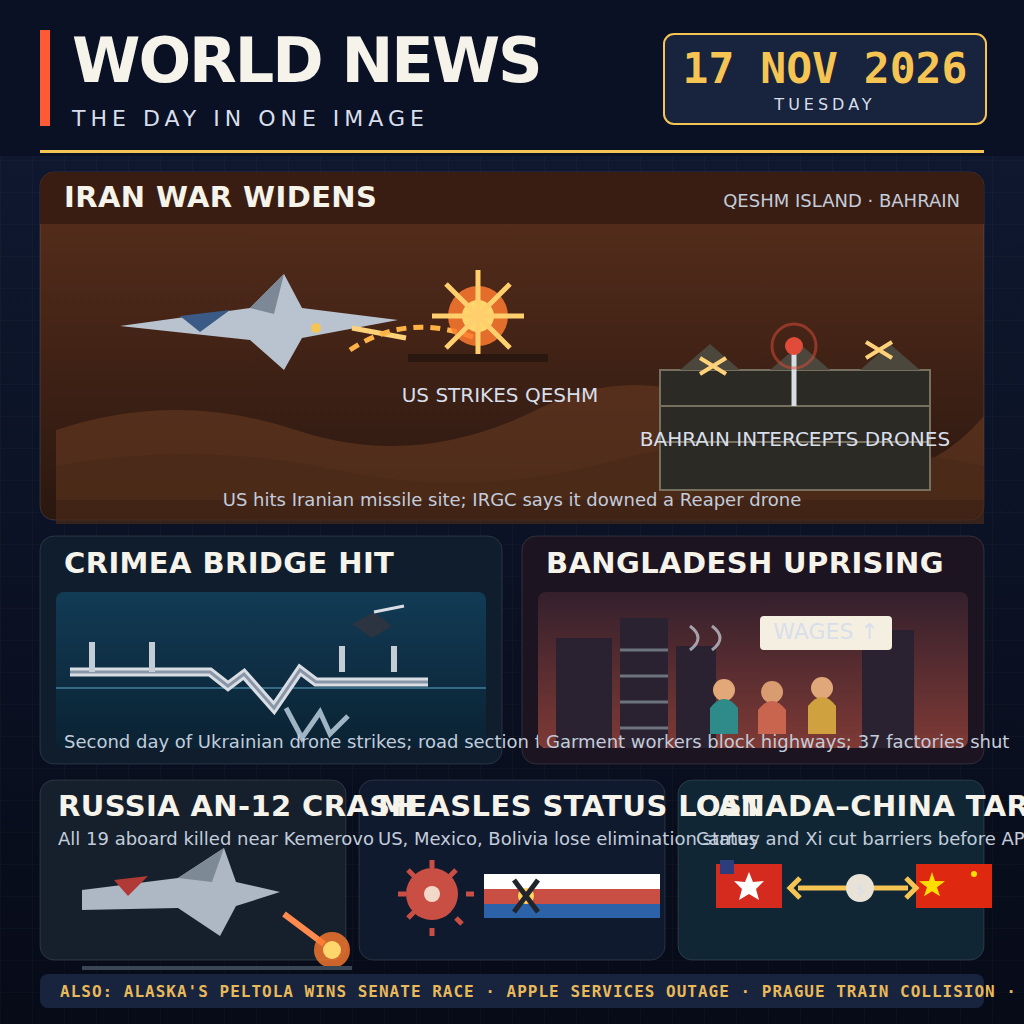 WORLD NEWS
THE DAY IN ONE IMAGE
17 NOV 2026
TUESDAY
IRAN WAR WIDENS
QESHM ISLAND · BAHRAIN
US STRIKES QESHM
BAHRAIN INTERCEPTS DRONES
US hits Iranian missile site; IRGC says it downed a Reaper drone
CRIMEA BRIDGE HIT
Second day of Ukrainian drone strikes; road section
BANGLADESH UPRISING
WAGES ↑
Garment workers block highways; 37 factories shut
RUSSIA AN-12 CRASH
All 19 aboard killed near Kemerovo
MEASLES STATUS LOST
US, Mexico, Bolivia lose elimination status
CANADA–CHINA TAR
Carney and Xi cut barriers before AP
ALSO: ALASKA'S PELTOLA WINS SENATE RACE · APPLE SERVICES OUTAGE · PRAGUE TRAIN COLLISION ·